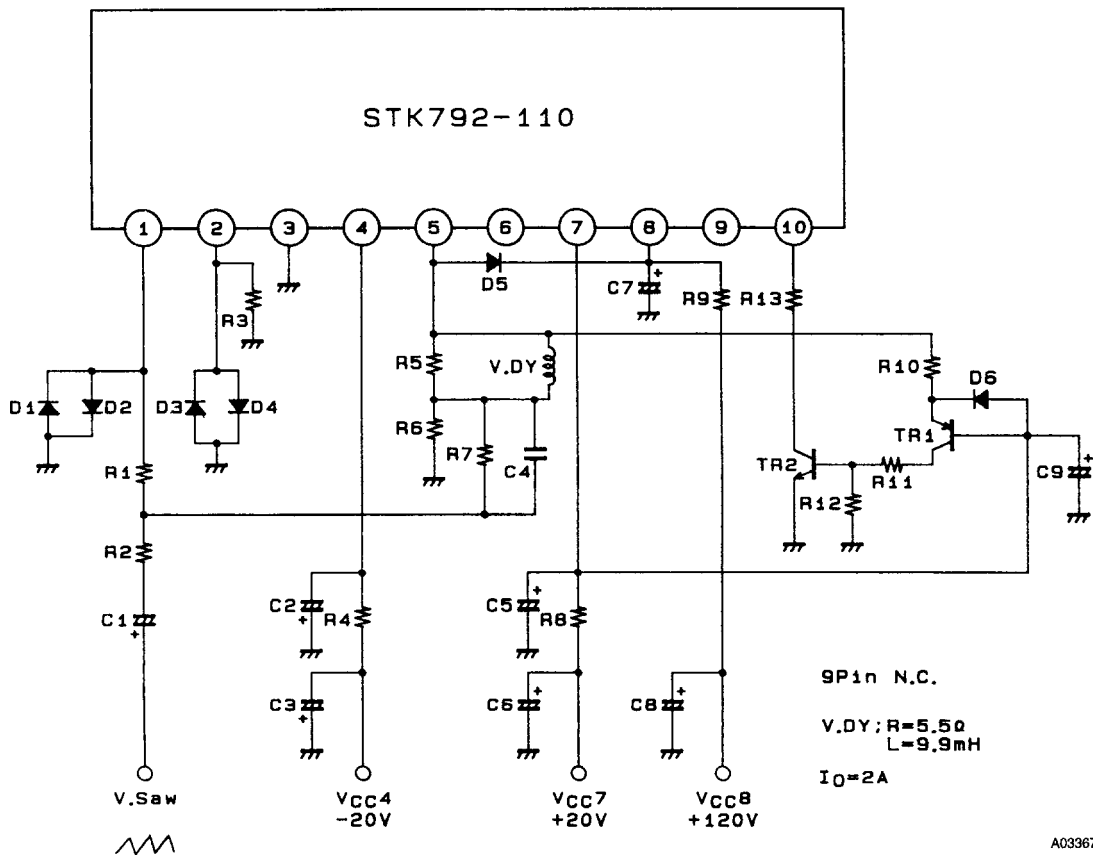 STK792-110
1 2 3 4 5 6 7 8 9 10
D5
C7 +
R9
R13
R3
R5
V.DY
R10
D6
D1
D2
D3
D4
R6
R7
C4
TR1
TR2
R11
R12
C9 +
R1
R2
C1 +
C2 +
R4
C5 +
R8
C3 +
C6 +
C8 +
9Pin N.C.
V.DY; R=5.5Ω
L=9.9mH
IO=2A
V.Saw
VCC4
-20V
VCC7
+20V
VCC8
+120V
A03367